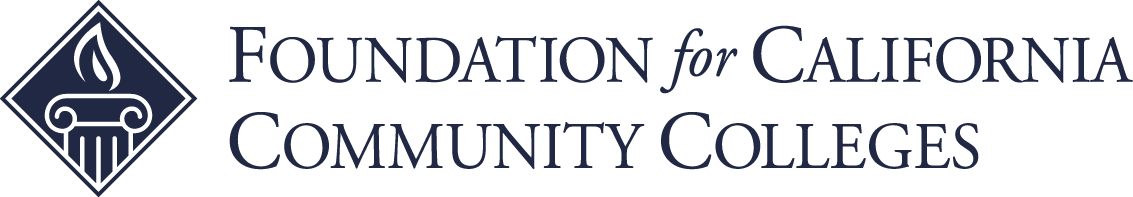 FOUNDATION for CALIFORNIA
COMMUNITY COLLEGES